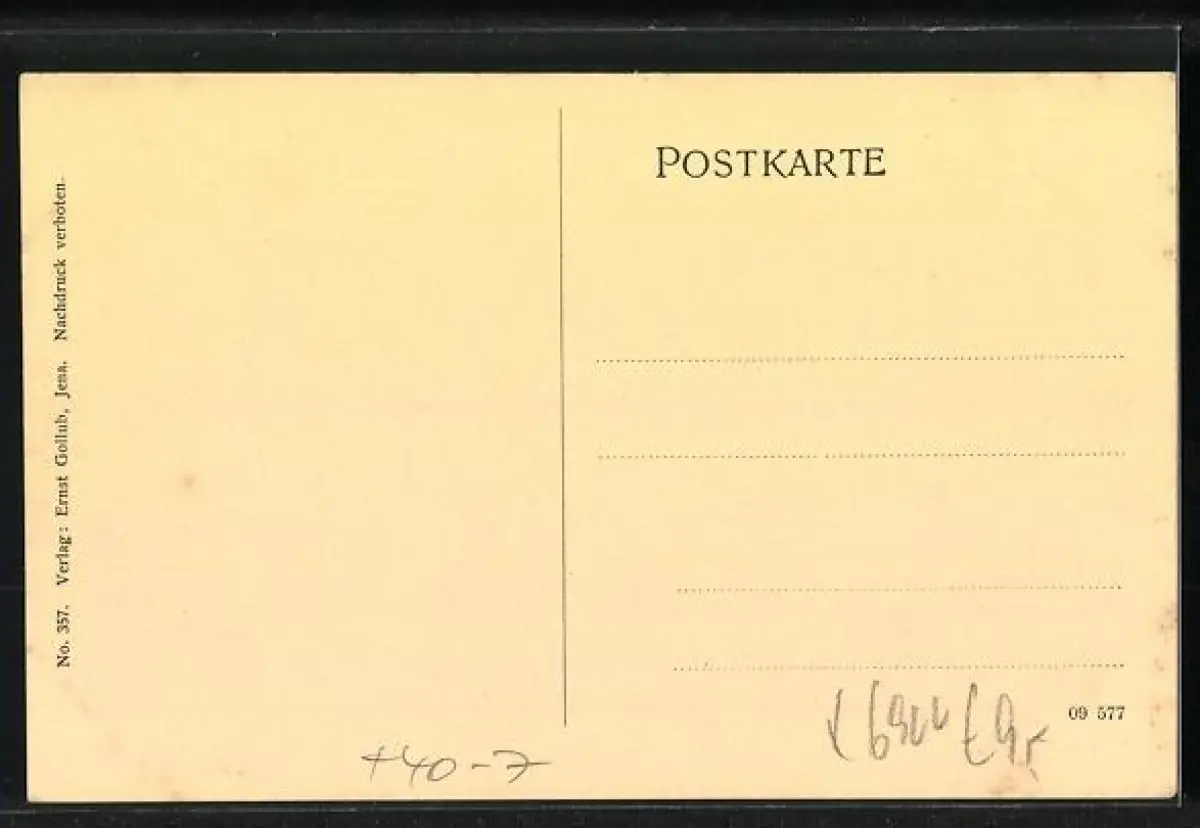 POSTKARTE
No. 357. Verlag: Ernst Gollub, Jena. Nachdruck verboten.
09 577
+40-7